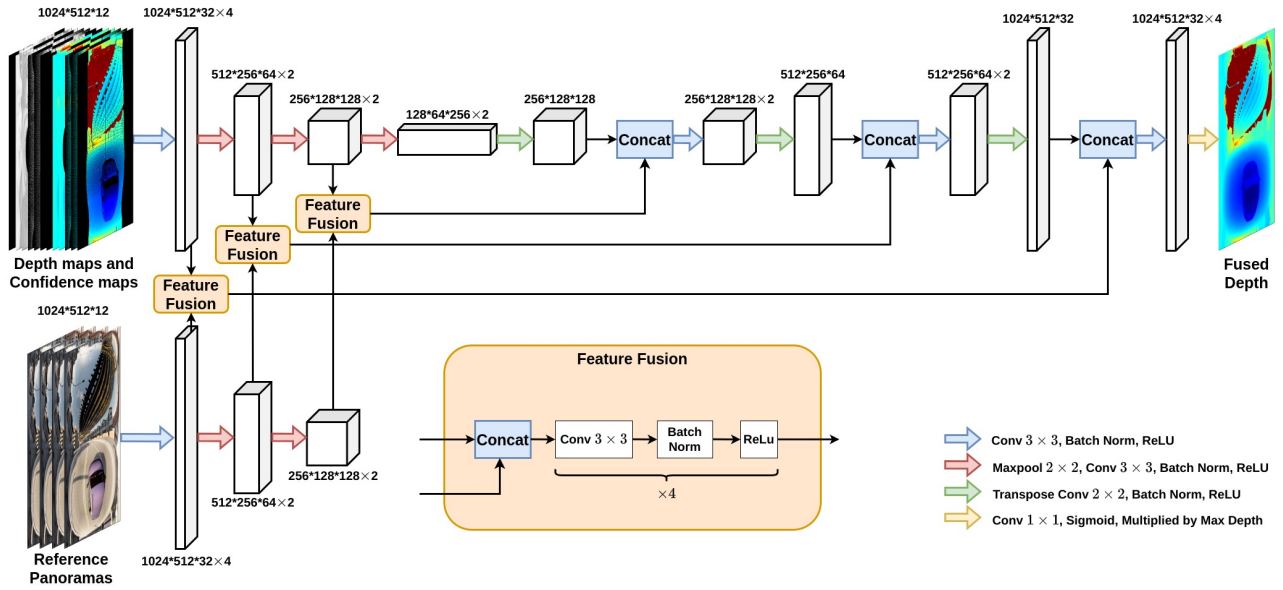 1024*512*12
1024*512*32×4
512*256*64×2
256*128*128×2
128*64*256×2
256*128*128
Concat
256*128*128×2
512*256*64
Concat
512*256*64×2
1024*512*32
Concat
1024*512*32×4
Depth maps and
Confidence maps
Feature
Fusion
Feature
Fusion
Feature
Fusion
Fused
Depth
1024*512*12
Reference
Panoramas
1024*512*32×4
512*256*64×2
256*128*128×2
Feature Fusion
Concat
Conv 3 × 3
Batch
Norm
ReLu
×4
Conv 3 × 3, Batch Norm, ReLU
Maxpool 2 × 2, Conv 3 × 3, Batch Norm, ReLU
Transpose Conv 2 × 2, Batch Norm, ReLU
Conv 1 × 1, Sigmoid, Multiplied by Max Depth